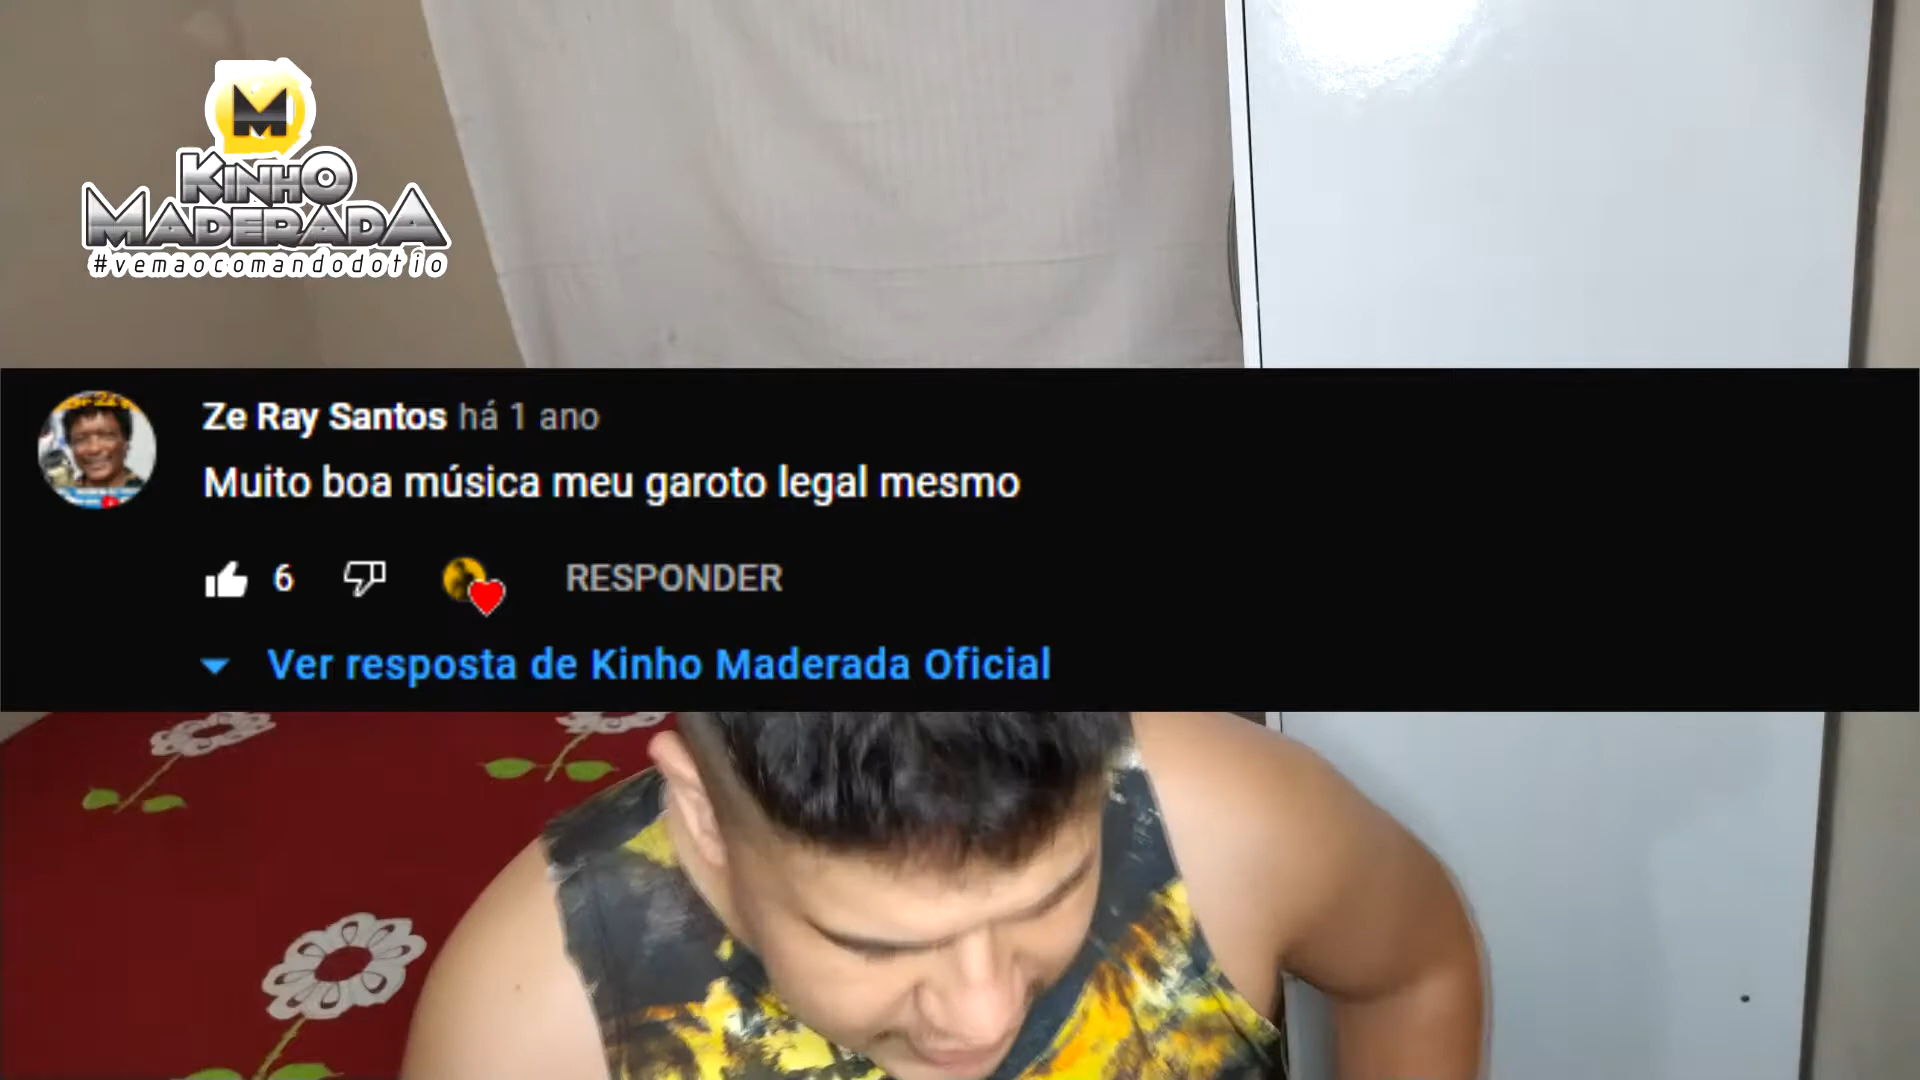 M
KINHO
MADERADA
#vemaocomandodotio
Ze Ray Santos há 1 ano
Muito boa música meu garoto legal mesmo
6
RESPONDER
Ver resposta de Kinho Maderada Oficial